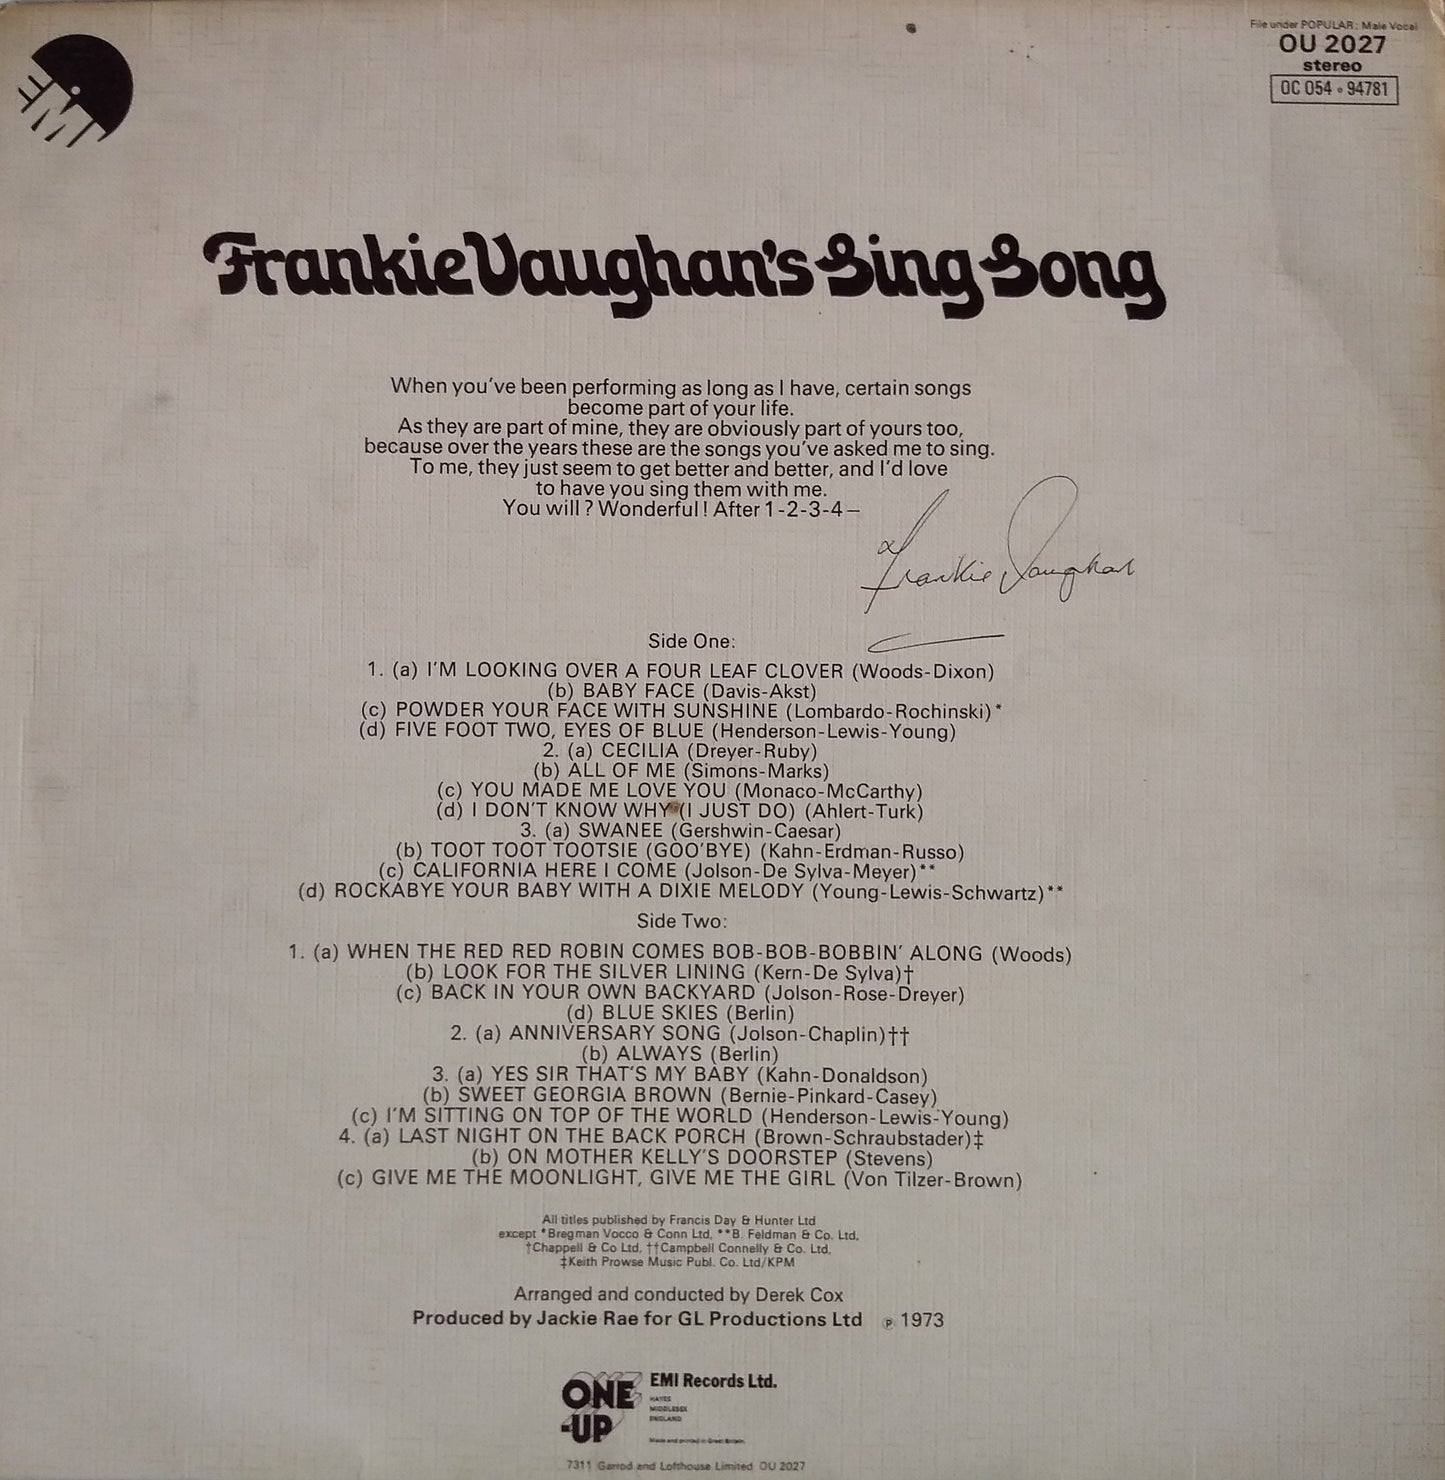 File under POPULAR: Male Vocal
OU 2027
stereo
OC 054 • 94781
EMI
Frankie Vaughan's Sing Song
When you've been performing as long as I have, certain songs
become part of your life.
As they are part of mine, they are obviously part of yours too,
because over the years these are the songs you've asked me to sing.
To me, they just seem to get better and better, and I'd love
to have you sing them with me.
You will? Wonderful! After 1-2-3-4—
Frankie Vaughan
Side One:
1. (a) I'M LOOKING OVER A FOUR LEAF CLOVER (Woods-Dixon)
(b) BABY FACE (Davis-Akst)
(c) POWDER YOUR FACE WITH SUNSHINE (Lombardo-Rochinski)*
(d) FIVE FOOT TWO, EYES OF BLUE (Henderson-Lewis-Young)
2. (a) CECILIA (Dreyer-Ruby)
(b) ALL OF ME (Simons-Marks)
(c) YOU MADE ME LOVE YOU (Monaco-McCarthy)
(d) I DON'T KNOW WHY (I JUST DO) (Ahlert-Turk)
3. (a) SWANEE (Gershwin-Caesar)
(b) TOOT TOOT TOOTSIE (GOO'BYE) (Kahn-Erdman-Russo)
(c) CALIFORNIA HERE I COME (Jolson-De Sylva-Meyer)**
(d) ROCKABYE YOUR BABY WITH A DIXIE MELODY (Young-Lewis-Schwartz)**
Side Two:
1. (a) WHEN THE RED RED ROBIN COMES BOB-BOB-BOBBIN' ALONG (Woods)
(b) LOOK FOR THE SILVER LINING (Kern-De Sylva)†
(c) BACK IN YOUR OWN BACKYARD (Jolson-Rose-Dreyer)
(d) BLUE SKIES (Berlin)
2. (a) ANNIVERSARY SONG (Jolson-Chaplin)††
(b) ALWAYS (Berlin)
3. (a) YES SIR THAT'S MY BABY (Kahn-Donaldson)
(b) SWEET GEORGIA BROWN (Bernie-Pinkard-Casey)
(c) I'M SITTING ON TOP OF THE WORLD (Henderson-Lewis-Young)
4. (a) LAST NIGHT ON THE BACK PORCH (Brown-Schraubstader)‡
(b) ON MOTHER KELLY'S DOORSTEP (Stevens)
(c) GIVE ME THE MOONLIGHT, GIVE ME THE GIRL (Von Tilzer-Brown)
All titles published by Francis Day & Hunter Ltd
except *Bregman Vocco & Conn Ltd, **B. Feldman & Co. Ltd,
†Chappell & Co Ltd, ††Campbell Connelly & Co. Ltd,
‡Keith Prowse Music Publ. Co. Ltd/KPM
Arranged and conducted by Derek Cox
Produced by Jackie Rae for GL Productions Ltd ℗ 1973
ONE
-UP
EMI Records Ltd.
HAYES
MIDDLESEX
ENGLAND
Made and printed in Great Britain.
7311 Garrod and Lofthouse Limited OU 2027